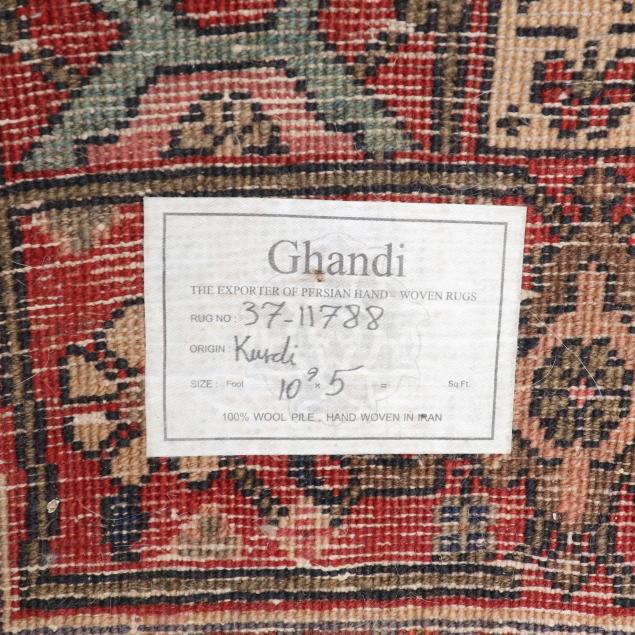 Ghandi
THE EXPORTER OF PERSIAN HAND - WOVEN RUGS
RUG NO : 37-11788
ORIGIN : Kurdi
SIZE : Foot 10⁹ × 5 = Sq.Ft.
100% WOOL PILE , HAND WOVEN IN IRAN